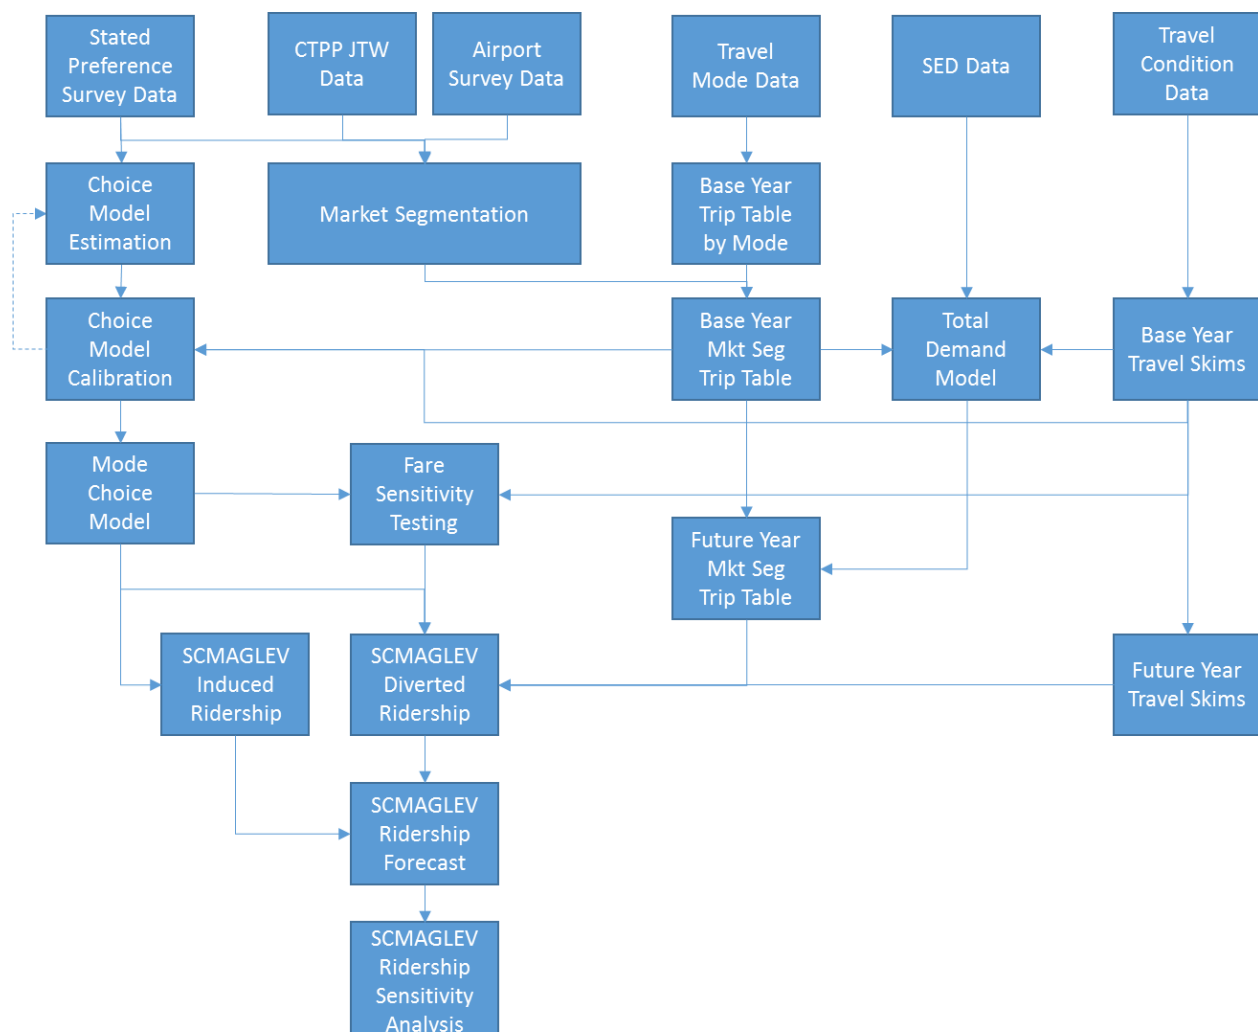 Stated
Preference
Survey Data
CTPP JTW
Data
Airport
Survey Data
Travel
Mode Data
SED Data
Travel
Condition
Data
Choice
Model
Estimation
Market Segmentation
Base Year
Trip Table
by Mode
Choice
Model
Calibration
Base Year
Mkt Seg
Trip Table
Total
Demand
Model
Base Year
Travel Skims
Mode
Choice
Model
Fare
Sensitivity
Testing
Future Year
Mkt Seg
Trip Table
SCMAGLEV
Induced
Ridership
SCMAGLEV
Diverted
Ridership
Future Year
Travel Skims
SCMAGLEV
Ridership
Forecast
SCMAGLEV
Ridership
Sensitivity
Analysis